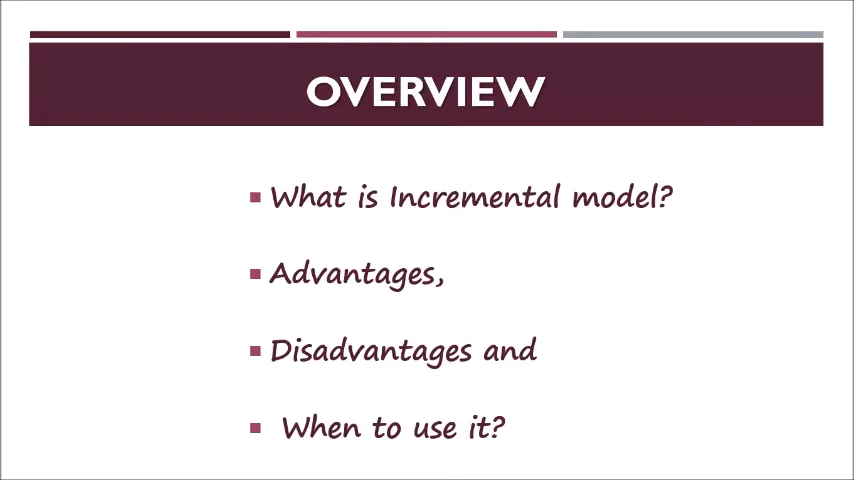 OVERVIEW
What is Incremental model?
Advantages,
Disadvantages and
When to use it?